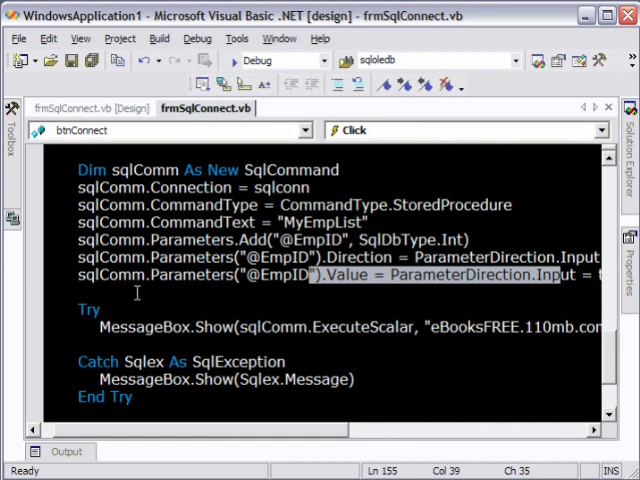 WindowsApplication1 - Microsoft Visual Basic .NET [design] - frmSqlConnect.vb
File Edit View Project Build Debug Tools Window Help
Debug sqloledb
frmSqlConnect.vb [Design] frmSqlConnect.vb
btnConnect Click
Toolbox
Solution Explorer
Properties
Dim sqlComm As New SqlCommand
sqlComm.Connection = sqlconn
sqlComm.CommandType = CommandType.StoredProcedure
sqlComm.CommandText = "MyEmpList"
sqlComm.Parameters.Add("@EmpID", SqlDbType.Int)
sqlComm.Parameters("@EmpID").Direction = ParameterDirection.Input
sqlComm.Parameters("@EmpID").Value = ParameterDirection.Input = t
Try
MessageBox.Show(sqlComm.ExecuteScalar, "eBooksFREE.110mb.con
Catch Sqlex As SqlException
MessageBox.Show(Sqlex.Message)
End Try
Output
Ready Ln 155 Col 39 Ch 35 INS